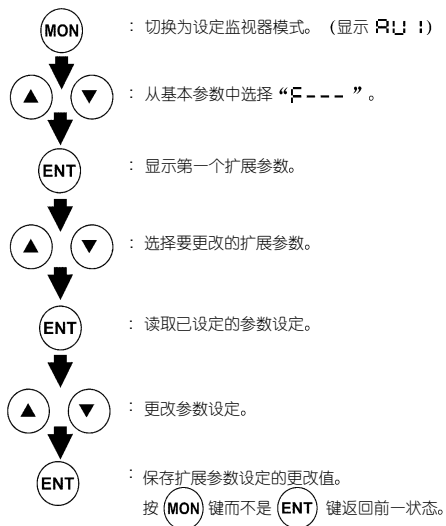 MON : 切换为设定监视器模式。 (显示 AU1)
▲ ▼ : 从基本参数中选择 “F---” 。
ENT : 显示第一个扩展参数。
▲ ▼ : 选择要更改的扩展参数。
ENT : 读取已设定的参数设定。
▲ ▼ : 更改参数设定。
ENT : 保存扩展参数设定的更改值。
按 MON 键而不是 ENT 键返回前一状态。